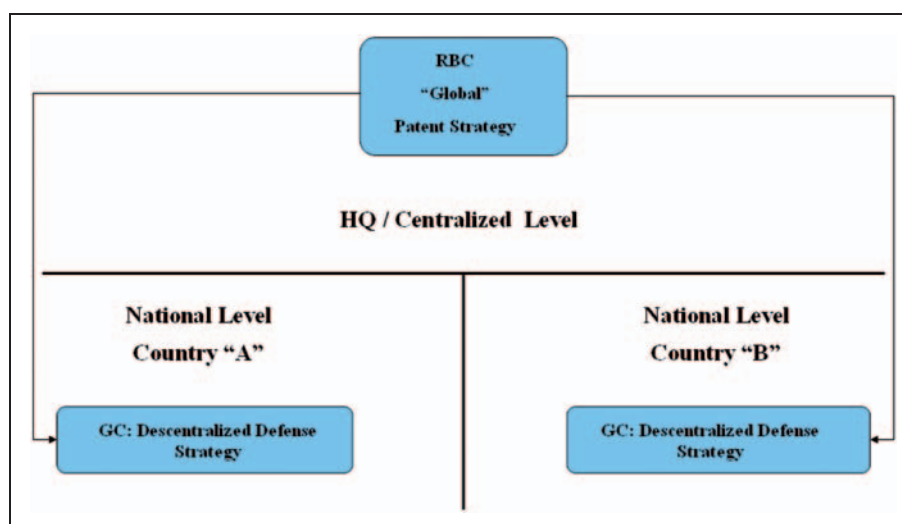 RBC
“Global”
Patent Strategy
HQ / Centralized Level
National Level
Country “A”
National Level
Country “B”
GC: Descentralized Defense
Strategy
GC: Descentralized Defense
Strategy